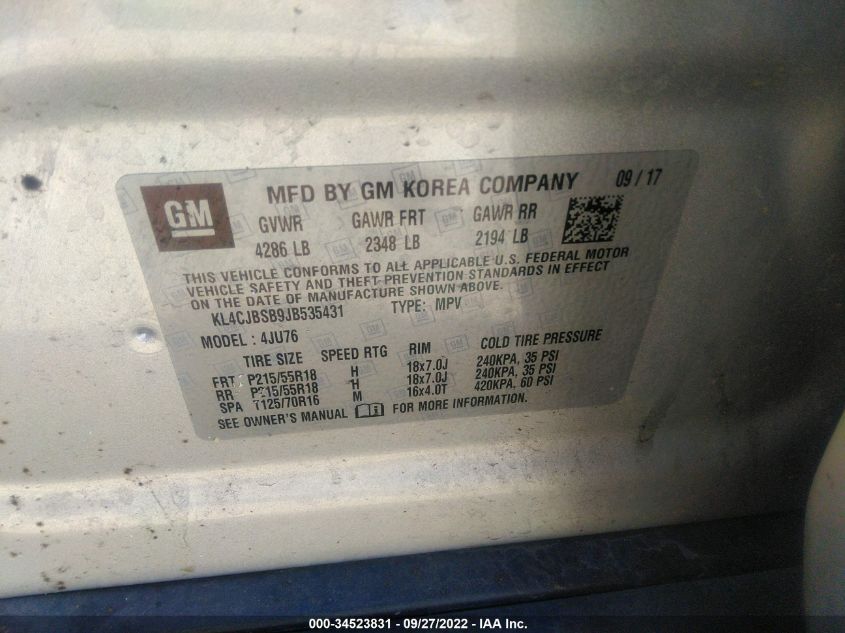 GM
MFD BY GM KOREA COMPANY 09 / 17
GVWR GAWR FRT GAWR RR
4286 LB 2348 LB 2194 LB
THIS VEHICLE CONFORMS TO ALL APPLICABLE U.S. FEDERAL MOTOR
VEHICLE SAFETY AND THEFT PREVENTION STANDARDS IN EFFECT
ON THE DATE OF MANUFACTURE SHOWN ABOVE.
KL4CJBSB9JB535431 TYPE: MPV
MODEL : 4JU76
TIRE SIZE SPEED RTG RIM COLD TIRE PRESSURE
FRT P215/55R18 H 18x7.0J 240KPA, 35 PSI
RR P215/55R18 H 18x7.0J 240KPA, 35 PSI
SPA T125/70R16 M 16x4.0T 420KPA, 60 PSI
SEE OWNER'S MANUAL FOR MORE INFORMATION.
000-34523831 - 09/27/2022 - IAA Inc.